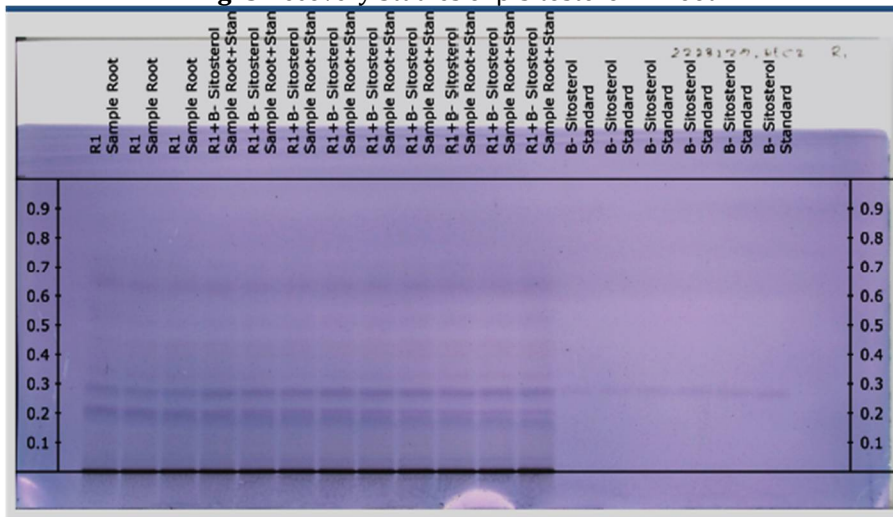 R1
Sample Root
R1
Sample Root
R1
Sample Root
R1+B- Sitosterol
Sample Root+Stan
R1+B- Sitosterol
Sample Root+Stan
R1+B- Sitosterol
Sample Root+Stan
R1+B- Sitosterol
Sample Root+Stan
R1+B- Sitosterol
Sample Root+Stan
R1+B- Sitosterol
Sample Root+Stan
R1+B- Sitosterol
Sample Root+Stan
R1+B- Sitosterol
Sample Root+Stan
R1+B- Sitosterol
Sample Root+Stan
B- Sitosterol
Standard
B- Sitosterol
Standard
B- Sitosterol
Standard
B- Sitosterol
Standard
B- Sitosterol
Standard
B- Sitosterol
Standard
0.9 0.9
0.8 0.8
0.7 0.7
0.6 0.6
0.5 0.5
0.4 0.4
0.3 0.3
0.2 0.2
0.1 0.1